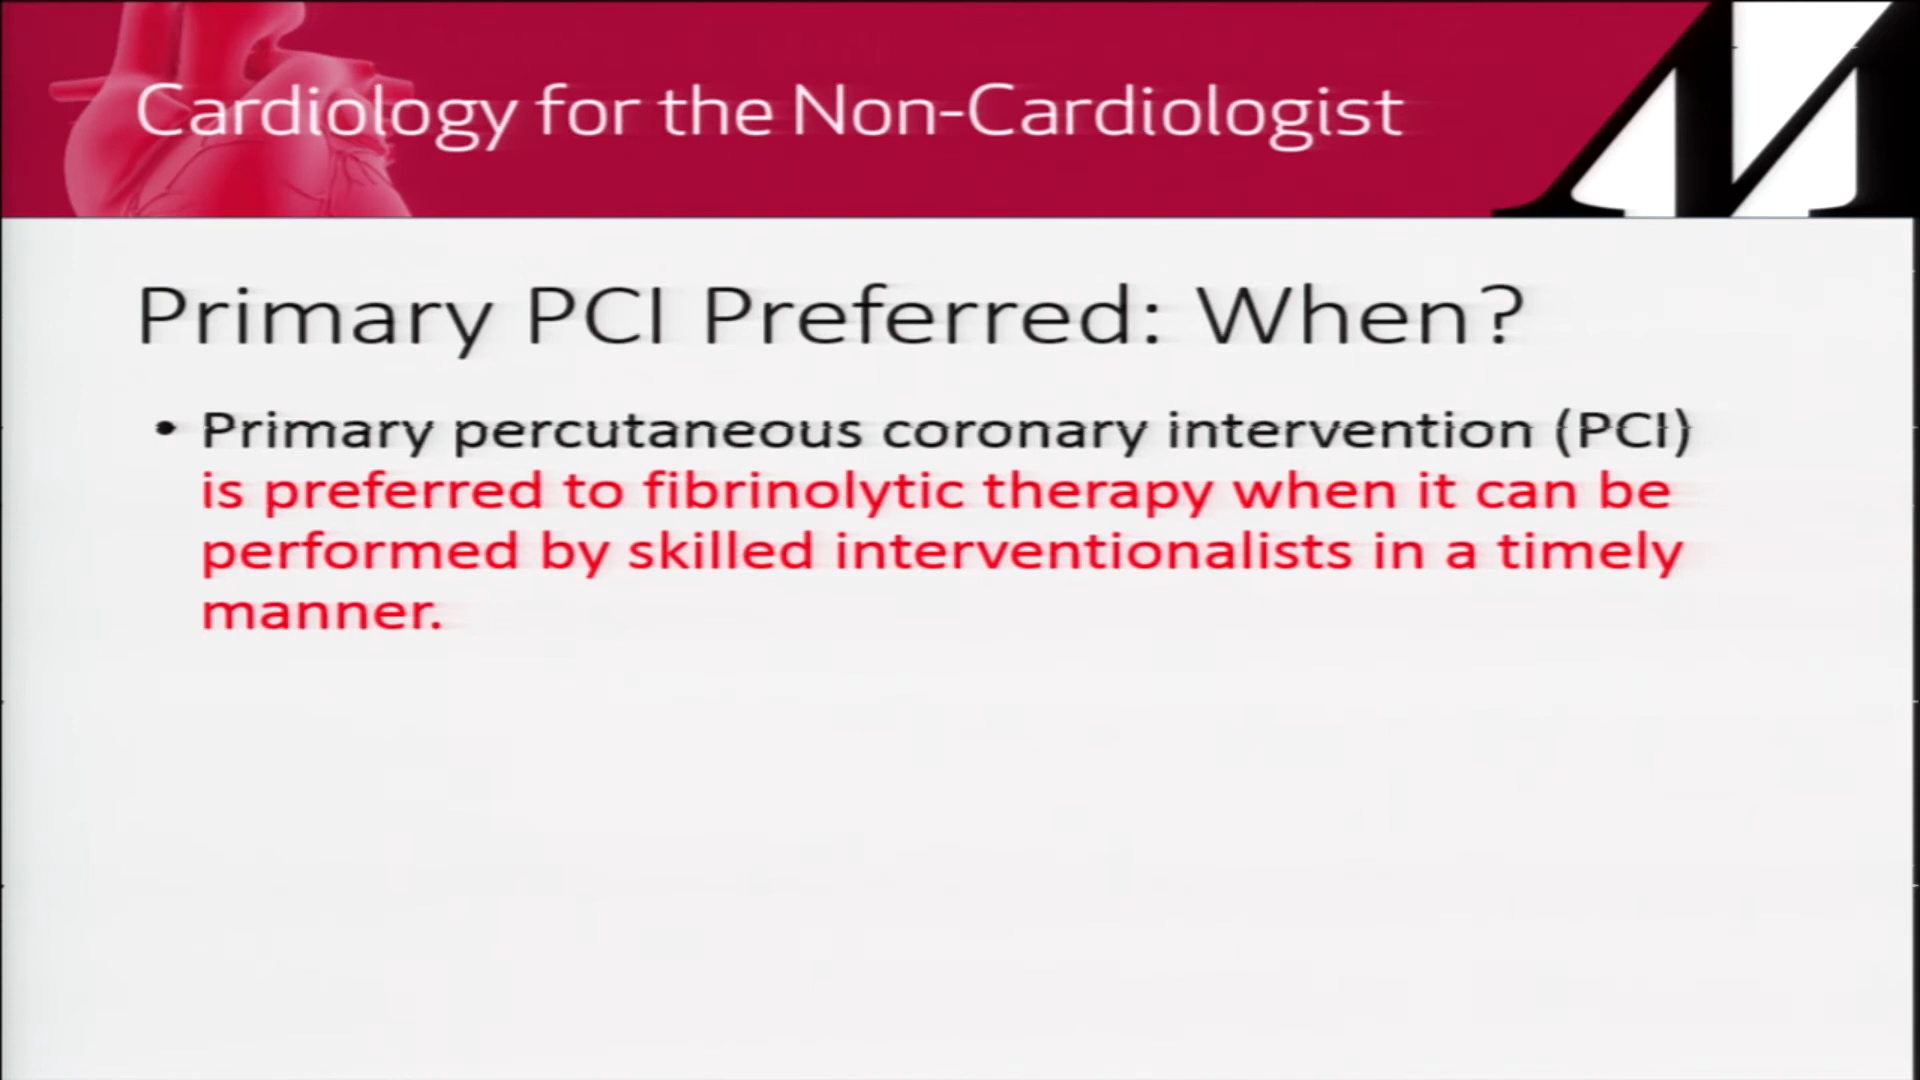 Cardiology for the Non-Cardiologist
Primary PCI Preferred: When?
• Primary percutaneous coronary intervention (PCI)
is preferred to fibrinolytic therapy when it can be
performed by skilled interventionalists in a timely
manner.